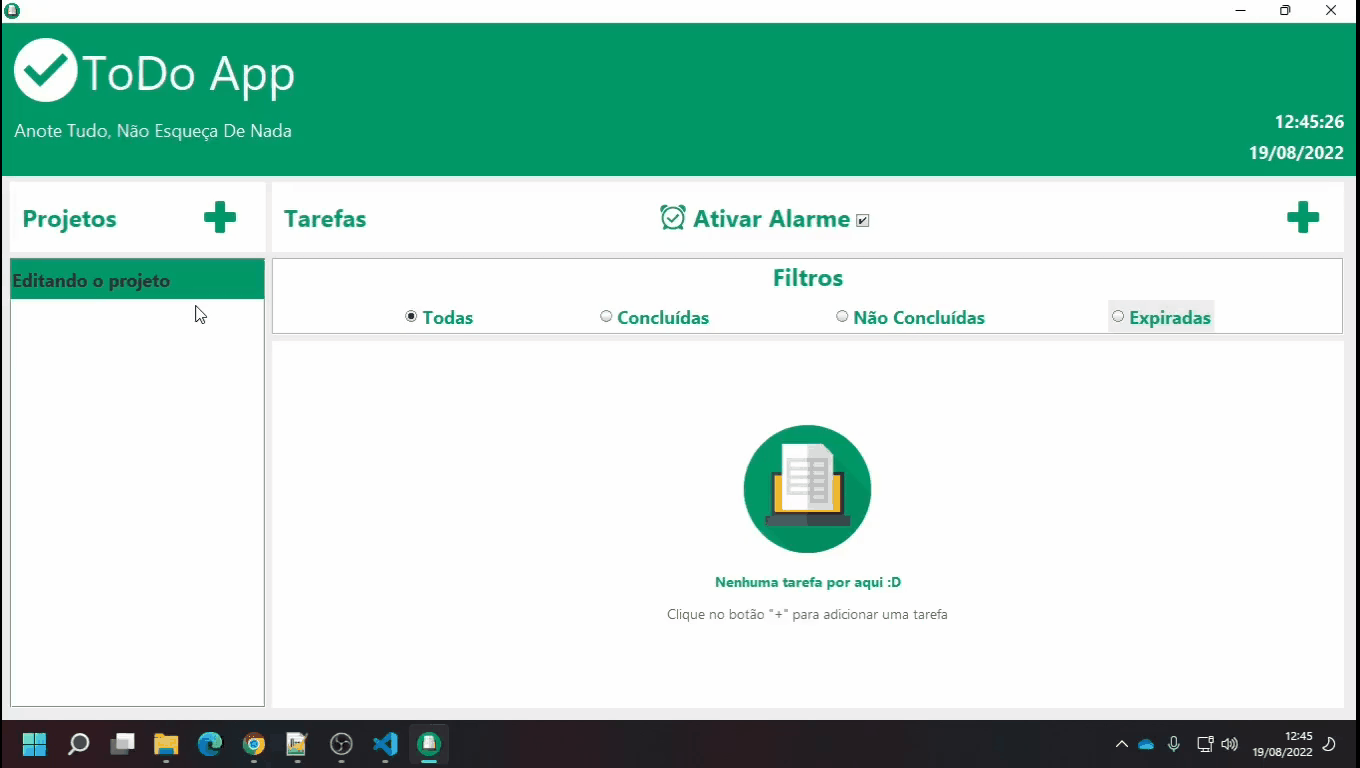 ToDo App
Anote Tudo, Não Esqueça De Nada
12:45:26
19/08/2022
Projetos
Tarefas
Ativar Alarme
Editando o projeto
Filtros
Todas
Concluídas
Não Concluídas
Expiradas
Nenhuma tarefa por aqui :D
Clique no botão "+" para adicionar uma tarefa
12:45
19/08/2022